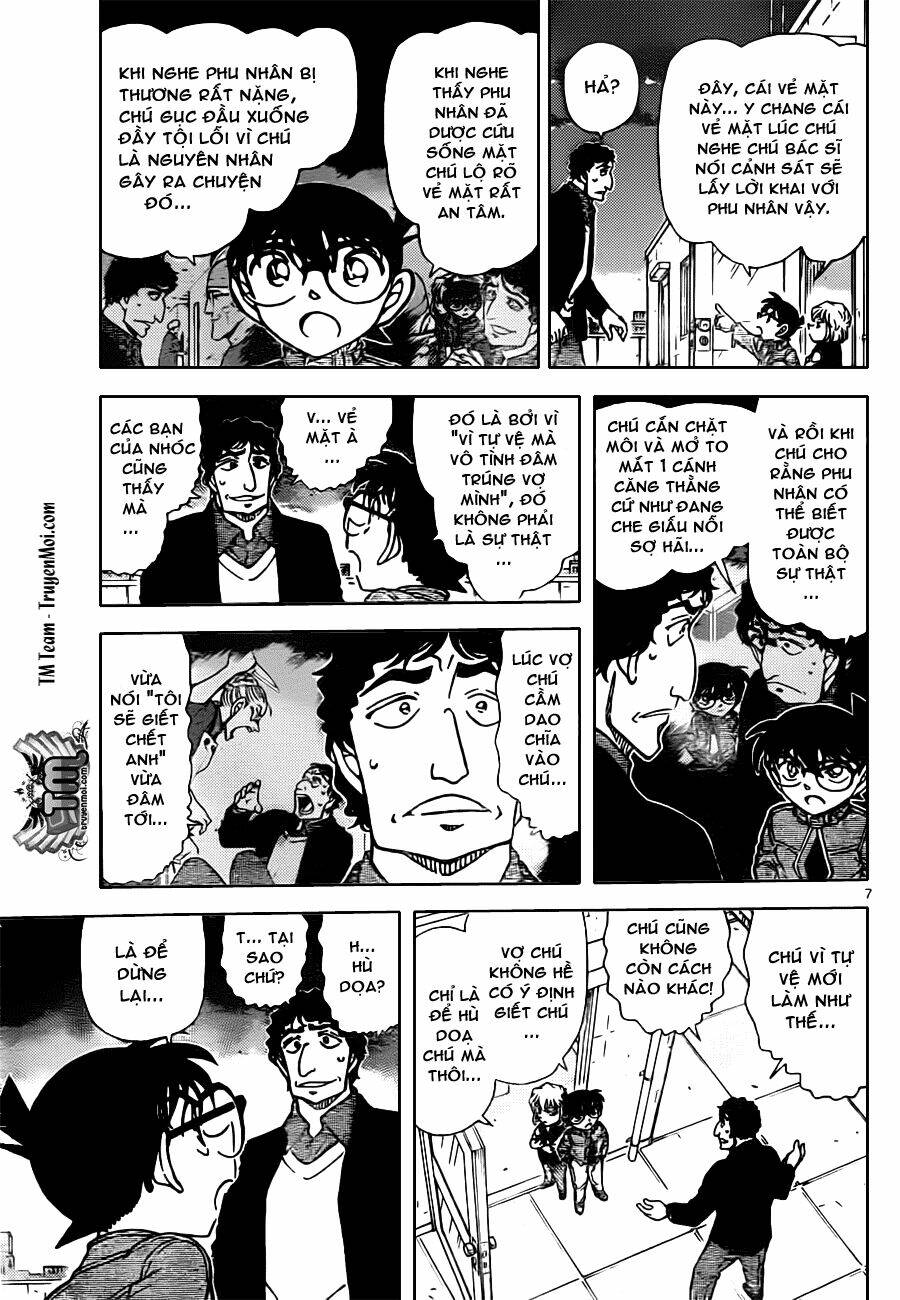 ĐÂY, CÁI VẺ MẶT
NÀY... Y CHANG CÁI
VẺ MẶT LÚC CHÚ
NGHE CHÚ BÁC SĨ
NÓI CẢNH SÁT SẼ
LẤY LỜI KHAI VỚI
PHU NHÂN VẬY.
HẢ?
KHI NGHE
THẤY PHU
NHÂN ĐÃ
DƯỢC CỨU
SỐNG MẶT
CHÚ LỘ RÕ
VẺ MẶT RẤT
AN TÂM.
KHI NGHE PHU NHÂN BỊ
THƯƠNG RẤT NẶNG,
CHÚ GỤC ĐẦU XUỐNG
ĐẦY TỘI LỖI VÌ CHÚ
LÀ NGUYÊN NHÂN
GÂY RA CHUYỆN
ĐÓ...
VÀ RỒI KHI
CHÚ CHO
RẰNG PHU
NHÂN CÓ
THỂ BIẾT
ĐƯỢC
TOÀN BỘ
SỰ THẬT
...
CHÚ CẮN CHẶT
MÔI VÀ MỞ TO
MẮT 1 CÁNH
CĂNG THẲNG
CỨ NHƯ ĐANG
CHE GIẤU NỖI
SỢ HÃI...
ĐÓ LÀ BỞI VÌ
"VÌ TỰ VỆ MÀ
VÔ TÌNH ĐÂM
TRÚNG VỢ
MÌNH", ĐÓ
KHÔNG PHẢI
LÀ SỰ THẬT
...
V... VẺ
MẶT À
...
CÁC BẠN
CỦA NHÓC
CŨNG
THẤY
MÀ
...
LÚC VỢ
CHÚ
CẦM
DAO
CHĨA
VÀO
CHÚ...
VỪA
NÓI "TÔI
SẼ GIẾT
CHẾT
ANH"
VỪA
ĐÂM
TỚI...
7
CHÚ VÌ TỰ
VỆ MỚI
LÀM NHƯ
THẾ...
CHÚ CŨNG
KHÔNG
CÒN CÁCH
NÀO KHÁC!
VỢ CHÚ
KHÔNG HỀ
CÓ Ý ĐỊNH
GIẾT CHÚ
...
CHỈ LÀ
ĐỂ HÙ
DOẠ
CHÚ MÀ
THÔI...
H...
HÙ
DỌA?
T... TẠI
SAO
CHỨ?
LÀ ĐỂ
DỪNG
LẠI...
TM Team - TruyenMoi.com
TM
truyenmoi.com